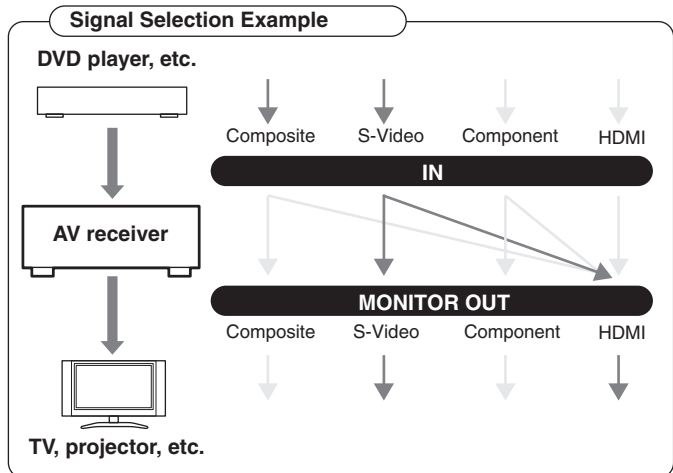 Signal Selection Example
DVD player, etc.
Composite S-Video Component HDMI
IN
AV receiver
MONITOR OUT
Composite S-Video Component HDMI
TV, projector, etc.